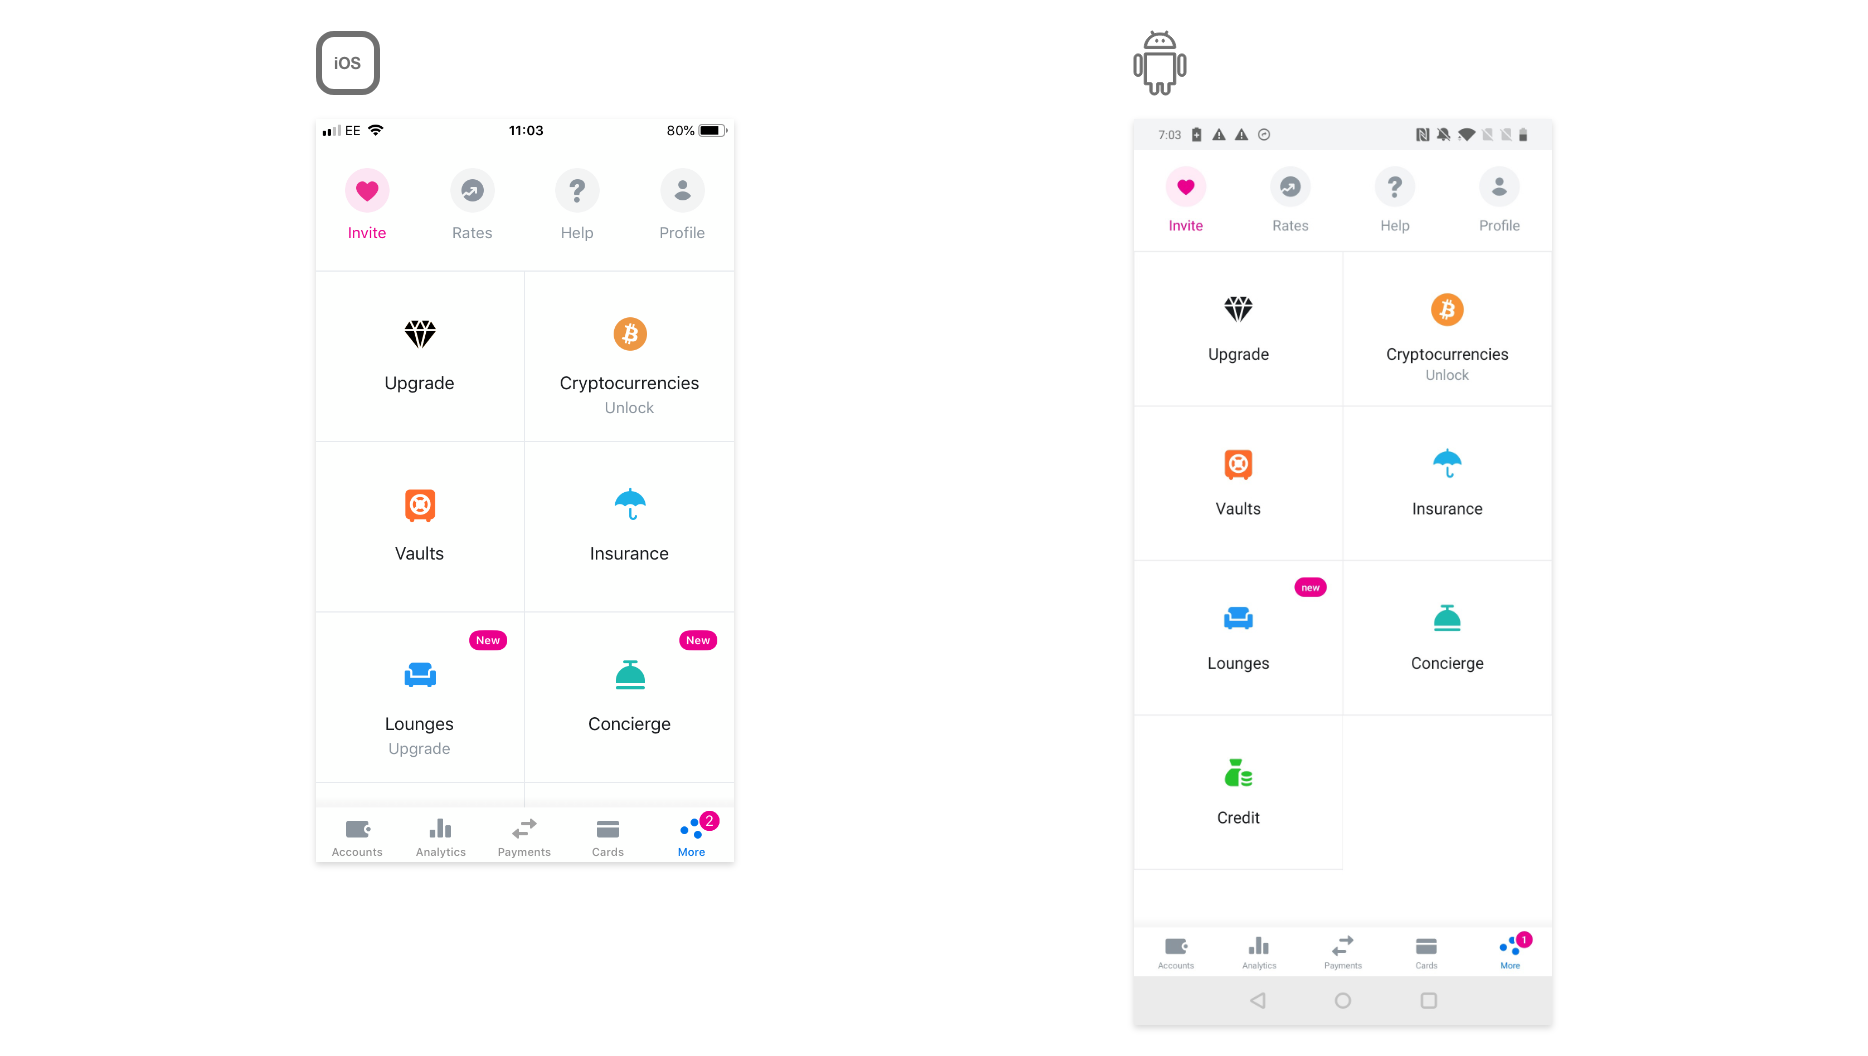 iOS
EE 11:03 80%
Invite Rates Help Profile
Upgrade Cryptocurrencies
Unlock
Vaults Insurance
New New
Lounges Concierge
Upgrade
2
Accounts Analytics Payments Cards More
7:03
Invite Rates Help Profile
Upgrade Cryptocurrencies
Unlock
Vaults Insurance
new
Lounges Concierge
Credit
1
Accounts Analytics Payments Cards More